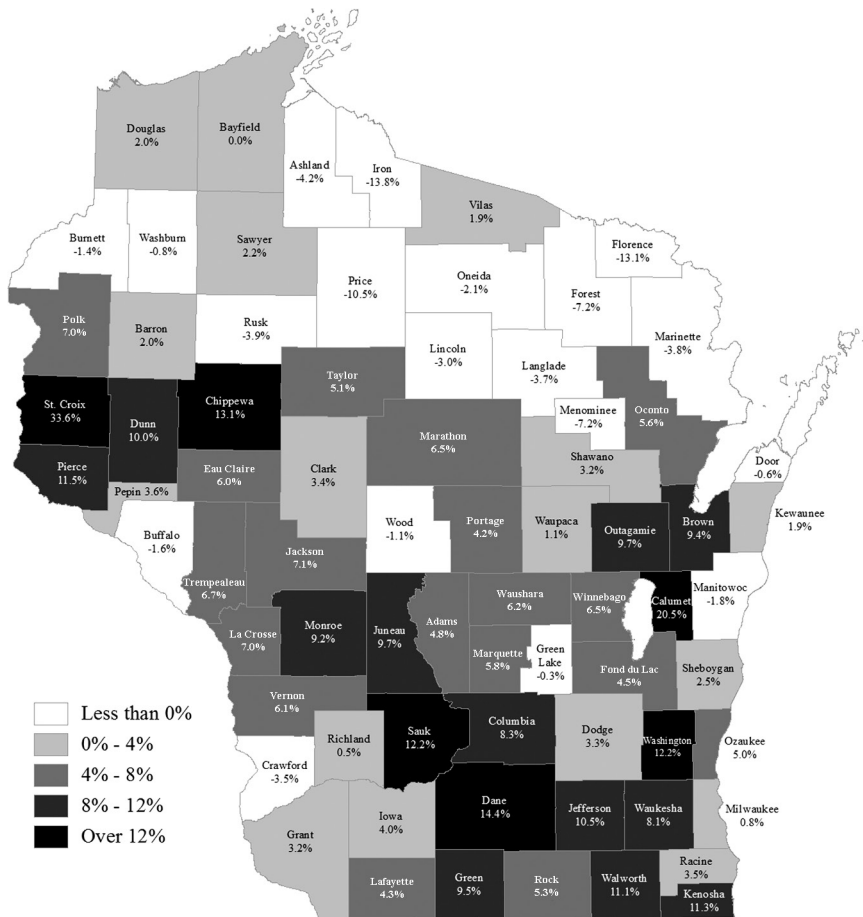 Douglas
2.0%
Bayfield
0.0%
Ashland
-4.2%
Iron
-13.8%
Vilas
1.9%
Burnett
-1.4%
Washburn
-0.8%
Sawyer
2.2%
Florence
-13.1%
Price
-10.5%
Oneida
-2.1%
Forest
-7.2%
Polk
7.0%
Barron
2.0%
Rusk
-3.9%
Marinette
-3.8%
Lincoln
-3.0%
Langlade
-3.7%
Taylor
5.1%
St. Croix
33.6%
Chippewa
13.1%
Dunn
10.0%
Menominee
-7.2%
Oconto
5.6%
Marathon
6.5%
Pierce
11.5%
Eau Claire
6.0%
Clark
3.4%
Shawano
3.2%
Door
-0.6%
Pepin 3.6%
Buffalo
-1.6%
Wood
-1.1%
Portage
4.2%
Waupaca
1.1%
Outagamie
9.7%
Brown
9.4%
Kewaunee
1.9%
Jackson
7.1%
Trempealeau
6.7%
Waushara
6.2%
Winnebago
6.5%
Calumet
20.5%
Manitowoc
-1.8%
La Crosse
7.0%
Monroe
9.2%
Juneau
9.7%
Adams
4.8%
Marquette
5.8%
Green
Lake
-0.3%
Fond du Lac
4.5%
Sheboygan
2.5%
Vernon
6.1%
Less than 0%
0% - 4%
4% - 8%
8% - 12%
Over 12%
Richland
0.5%
Sauk
12.2%
Columbia
8.3%
Dodge
3.3%
Washington
12.2%
Ozaukee
5.0%
Crawford
-3.5%
Grant
3.2%
Iowa
4.0%
Dane
14.4%
Jefferson
10.5%
Waukesha
8.1%
Milwaukee
0.8%
Lafayette
4.3%
Green
9.5%
Rock
5.3%
Walworth
11.1%
Racine
3.5%
Kenosha
11.3%